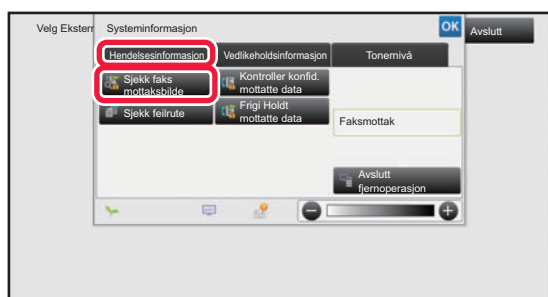 Velg Ekstern
Systeminformasjon
OK
Avslutt
Hendelsesinformasjon
Vedlikeholdsinformasjon
Tonernivå
Sjekk faks
mottaksbilde
Kontroller konfid.
mottatte data
Sjekk feilrute
Frigi Holdt
mottatte data
Faksmottak
Avslutt
fjernoperasjon